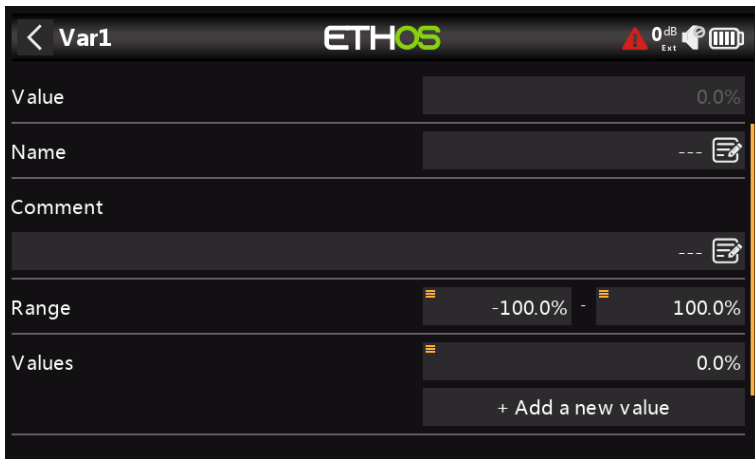 Var1 ETHOS 0dB Ext
Value 0.0%
Name ---
Comment
---
Range -100.0% - 100.0%
Values 0.0%
+ Add a new value